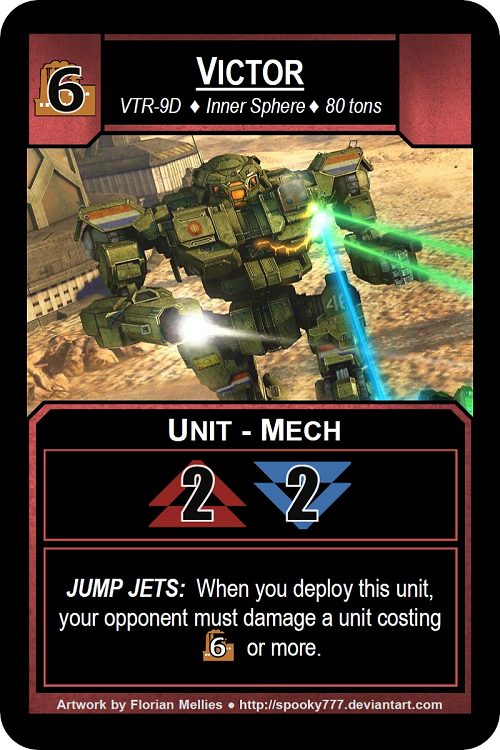 6
VICTOR
VTR-9D ♦ Inner Sphere ♦ 80 tons
UNIT - MECH
2 2
JUMP JETS: When you deploy this unit,
your opponent must damage a unit costing
6 or more.
Artwork by Florian Mellies ● http://spooky777.deviantart.com